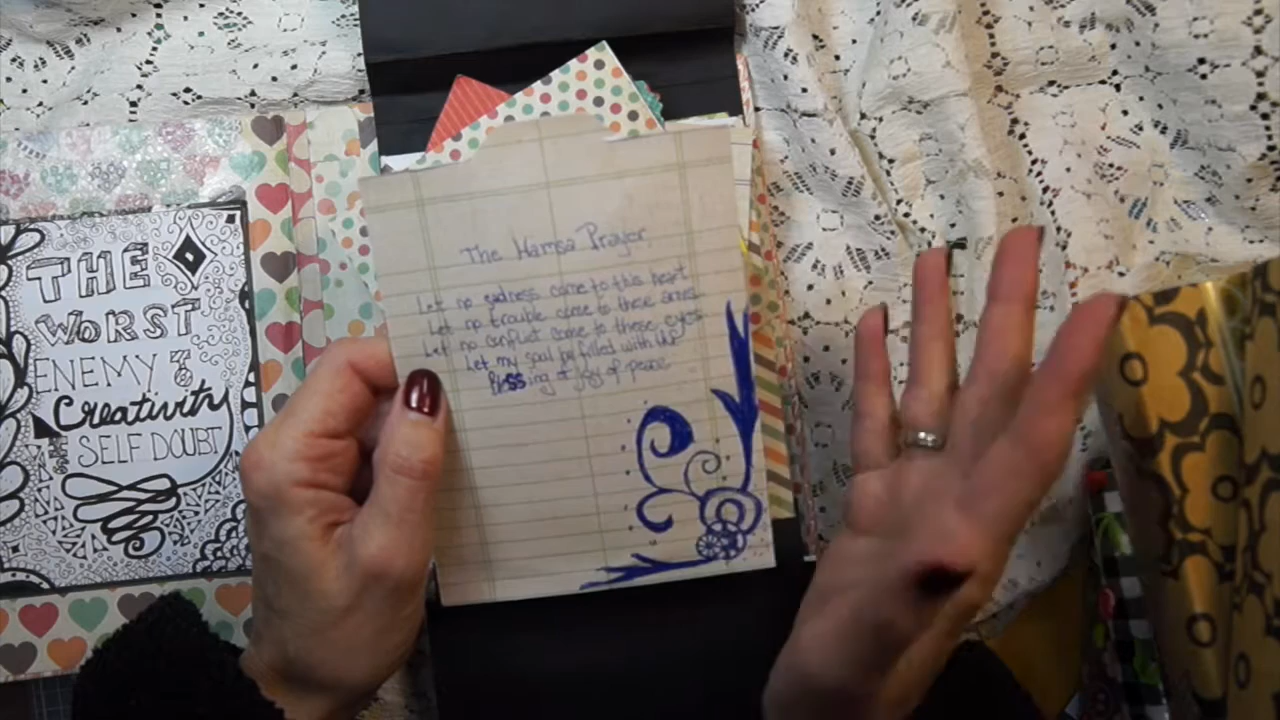 THE
WORST
ENEMY to
Creativity
is SELF DOUBT
The Hamsa Prayer
Let no sadness come to this heart
Let no trouble come to these arms
Let no conflict come to these eyes
Let my soul be filled with the
Blessing of joy of peace